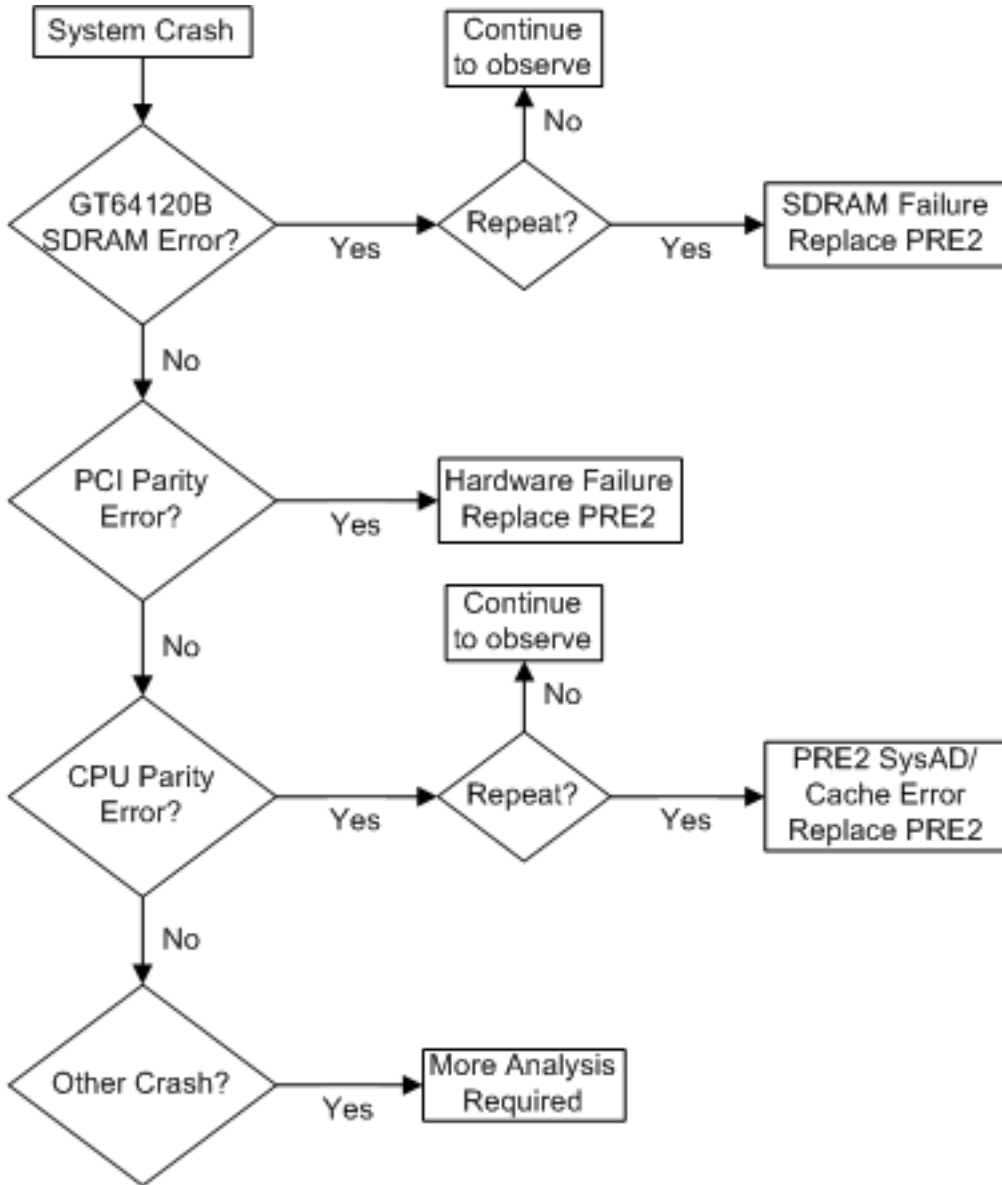 System Crash
Continue
to observe
No
GT64120B
SDRAM Error?
Yes
Repeat?
Yes
SDRAM Failure
Replace PRE2
No
PCI Parity
Error?
Yes
Hardware Failure
Replace PRE2
No
Continue
to observe
No
CPU Parity
Error?
Yes
Repeat?
Yes
PRE2 SysAD/
Cache Error
Replace PRE2
No
Other Crash?
Yes
More Analysis
Required